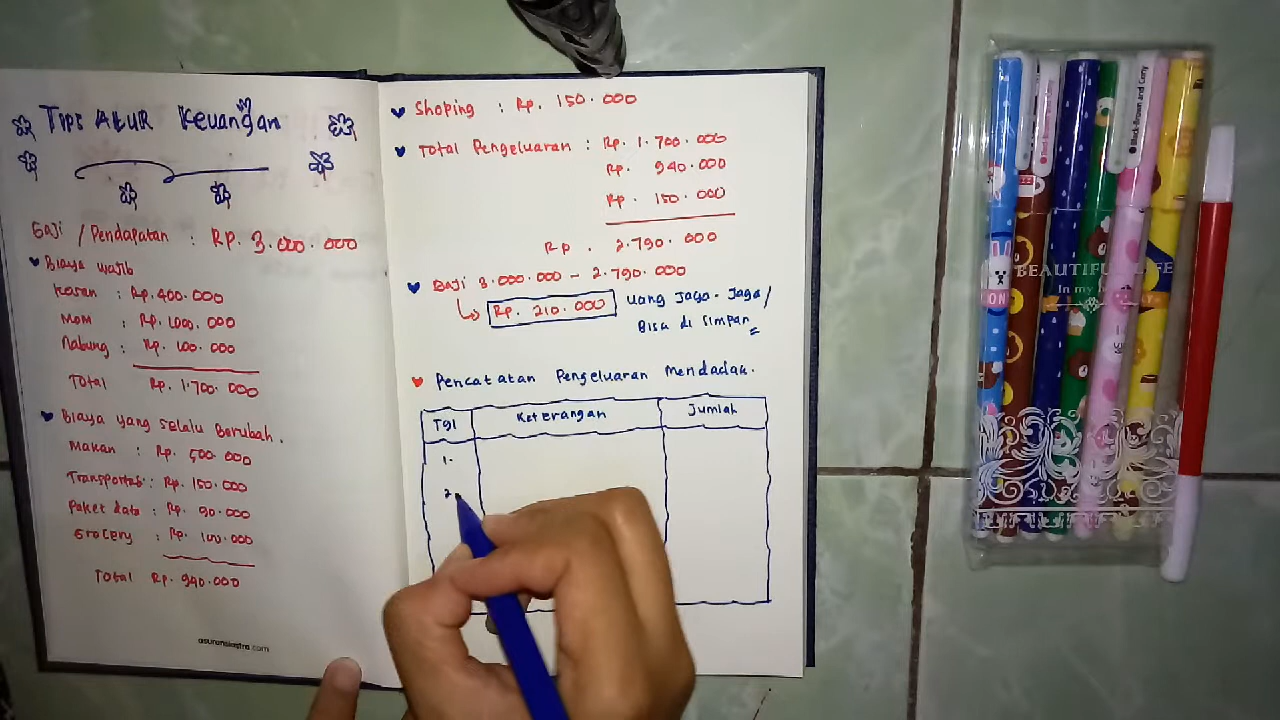 Tips Atur Keuangan
Gaji / Pendapatan : RP. 3.000.000
Biaya wajib
Kosan : Rp. 400.000
Mom : Rp. 1.000.000
Nabung : Rp. 100.000
Total Rp. 1.700.000
Biaya yang selalu Berubah.
Makan : Rp. 500.000
Paket data : Rp. 90.000
Grocery : Rp. 100.000
Total Rp. 940.000
asuransiastra.com
Shoping : Rp. 150.000
Total Pengeluaran : Rp. 1.700.000
Rp. 940.000
Rp. 150.000
Rp. 2.790.000
Gaji 3.000.000 - 2.790.000
Rp. 210.000 uang Jaga-Jaga /
Bisa di simpan
Pencatatan Pengeluaran Mendadak.
Tgl Keterangan Jumlah
1.
2.
BEAUTIFUL LIFE
In my